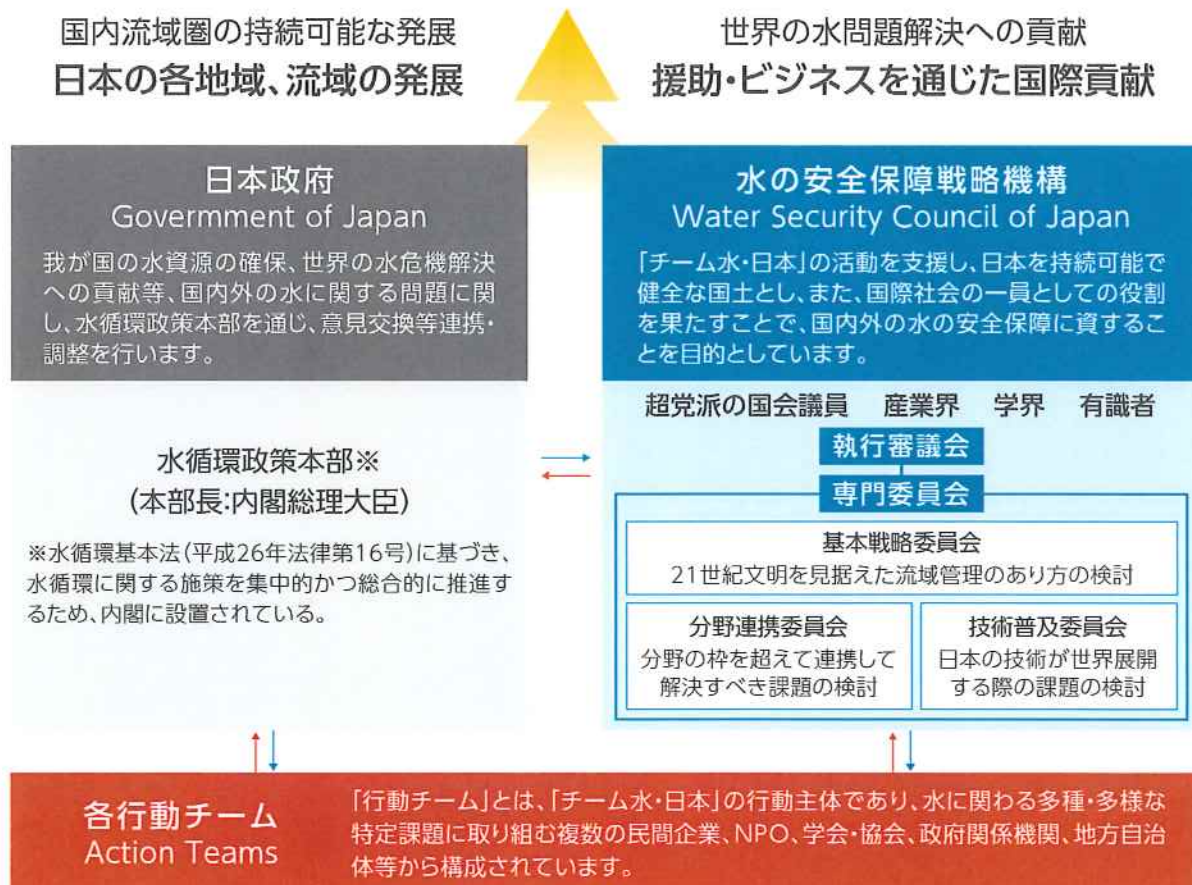 国内流域圏の持続可能な発展
日本の各地域、流域の発展
世界の水問題解決への貢献
援助・ビジネスを通じた国際貢献
日本政府
Govermment of Japan
我が国の水資源の確保、世界の水危機解決
への貢献等、国内外の水に関する問題に関
し、水循環政策本部を通じ、意見交換等連携・
調整を行います。
水循環政策本部※
(本部長:内閣総理大臣)
※水循環基本法(平成26年法律第16号)に基づき、
水循環に関する施策を集中的かつ総合的に推進す
るため、内閣に設置されている。
水の安全保障戦略機構
Water Security Council of Japan
「チーム水・日本」の活動を支援し、日本を持続可能で
健全な国土とし、また、国際社会の一員としての役割
を果たすことで、国内外の水の安全保障に資するこ
とを目的としています。
超党派の国会議員 産業界 学界 有識者
執行審議会
専門委員会
基本戦略委員会
21世紀文明を見据えた流域管理のあり方の検討
分野連携委員会
分野の枠を超えて連携して
解決すべき課題の検討
技術普及委員会
日本の技術が世界展開
する際の課題の検討
各行動チーム
Action Teams
「行動チーム」とは、「チーム水・日本」の行動主体であり、水に関わる多種・多様な
特定課題に取り組む複数の民間企業、NPO、学会・協会、政府関係機関、地方自治
体等から構成されています。